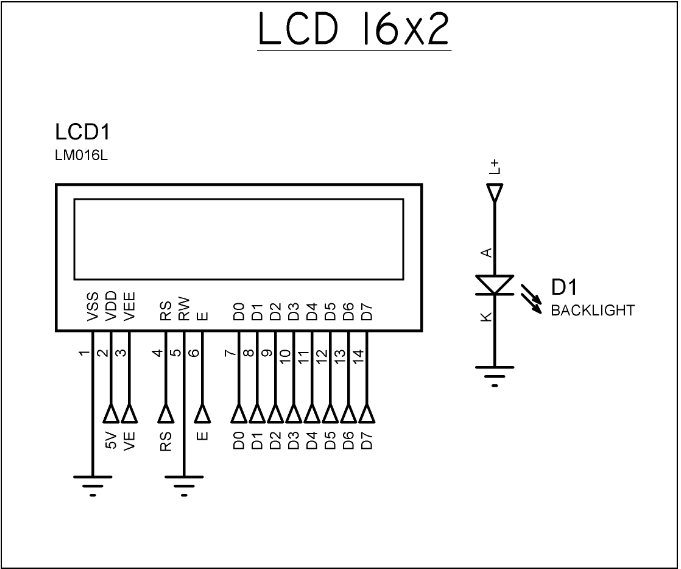 LCD 16x2
LCD1
LM016L
VSS VDD VEE RS RW E D0 D1 D2 D3 D4 D5 D6 D7
1 2 3 4 5 6 7 8 9 10 11 12 13 14
5V VE RS E D0 D1 D2 D3 D4 D5 D6 D7
L+
A
D1
BACKLIGHT
K